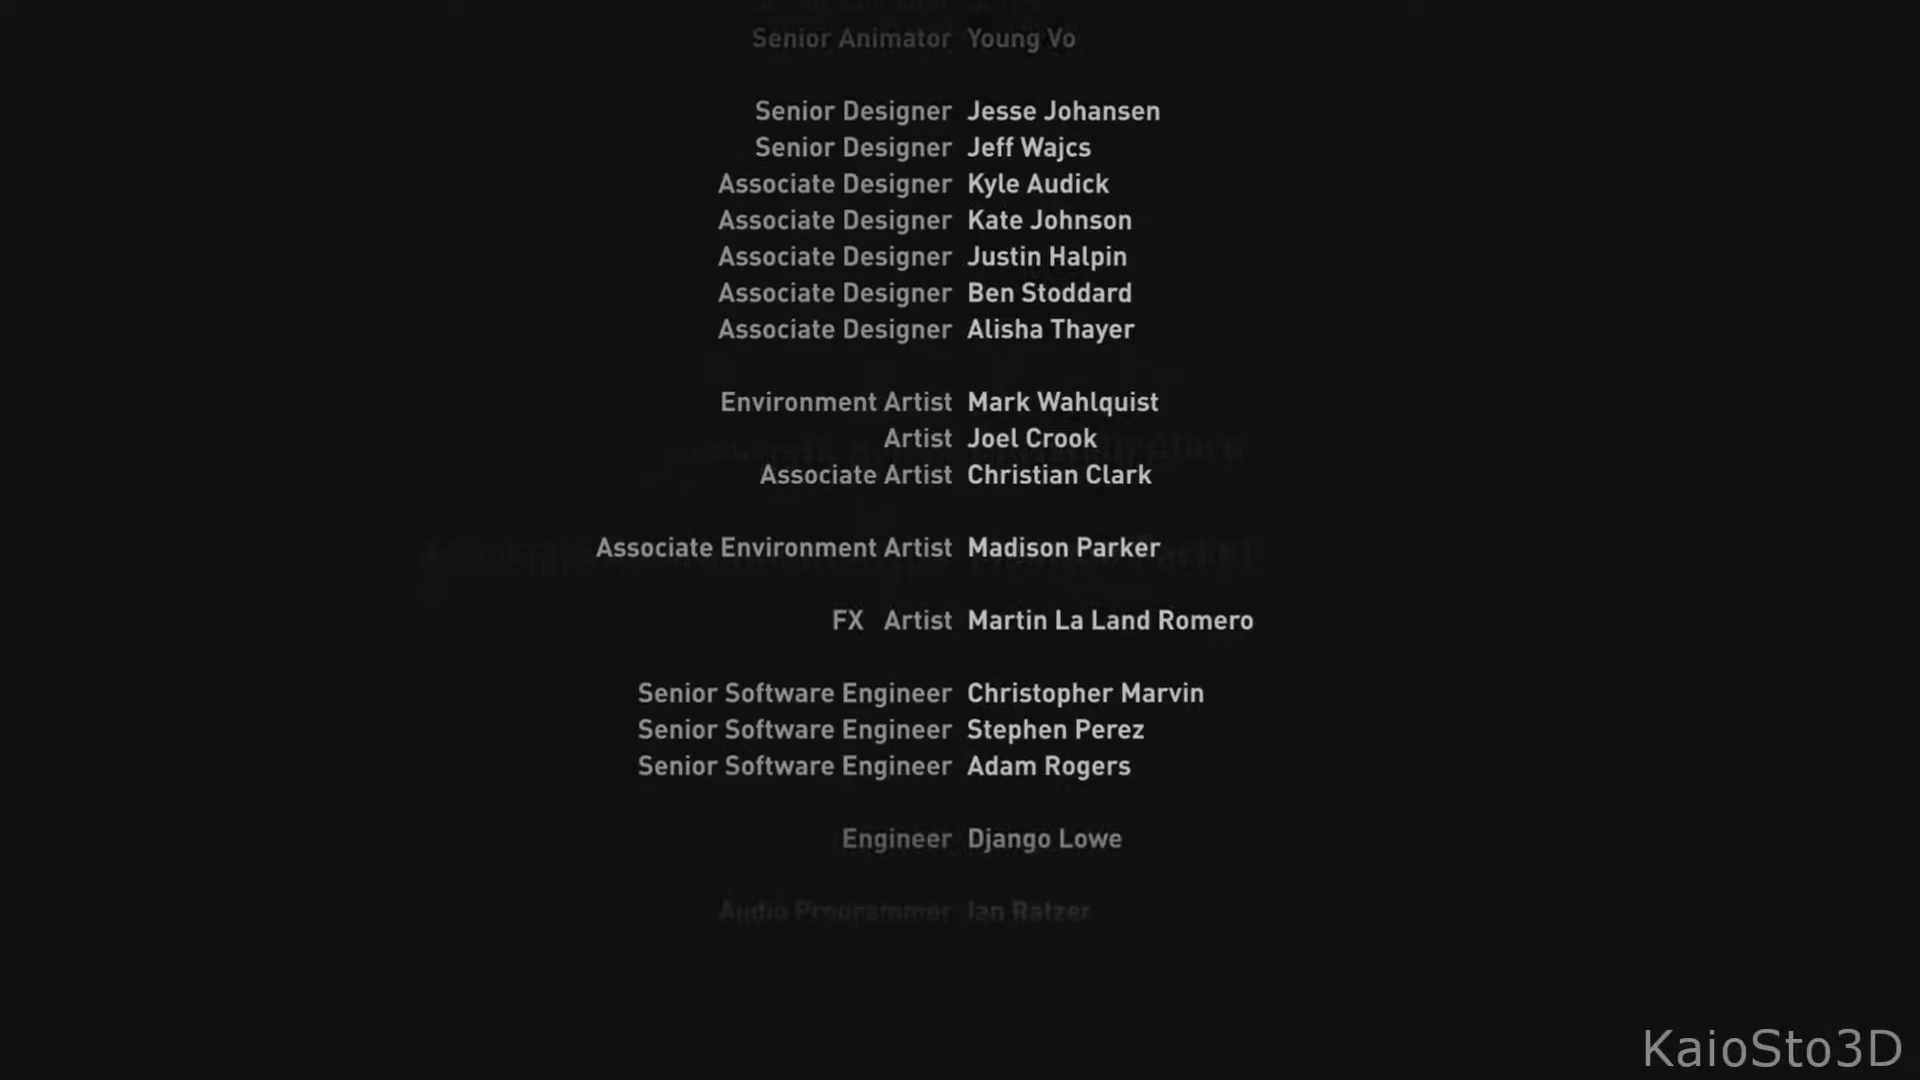 Senior Animator Young Vo
Senior Designer Jesse Johansen
Senior Designer Jeff Wajcs
Associate Designer Kyle Audick
Associate Designer Kate Johnson
Associate Designer Justin Halpin
Associate Designer Ben Stoddard
Associate Designer Alisha Thayer
Environment Artist Mark Wahlquist
Artist Joel Crook
Associate Artist Christian Clark
Associate Environment Artist Madison Parker
FX Artist Martin La Land Romero
Senior Software Engineer Christopher Marvin
Senior Software Engineer Stephen Perez
Senior Software Engineer Adam Rogers
Engineer Django Lowe
Audio Programmer Ian Ratzer
KaioSto3D